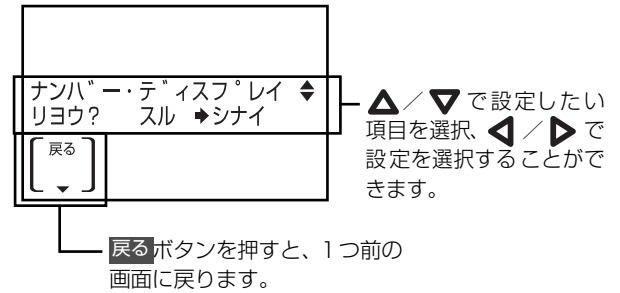 ナンバー・ディスプレイ
リヨウ? スル ➡シナイ
戻る
△／▽で設定したい
項目を選択、◁／▷で
設定を選択することがで
きます。
戻るボタンを押すと、1つ前の
画面に戻ります。